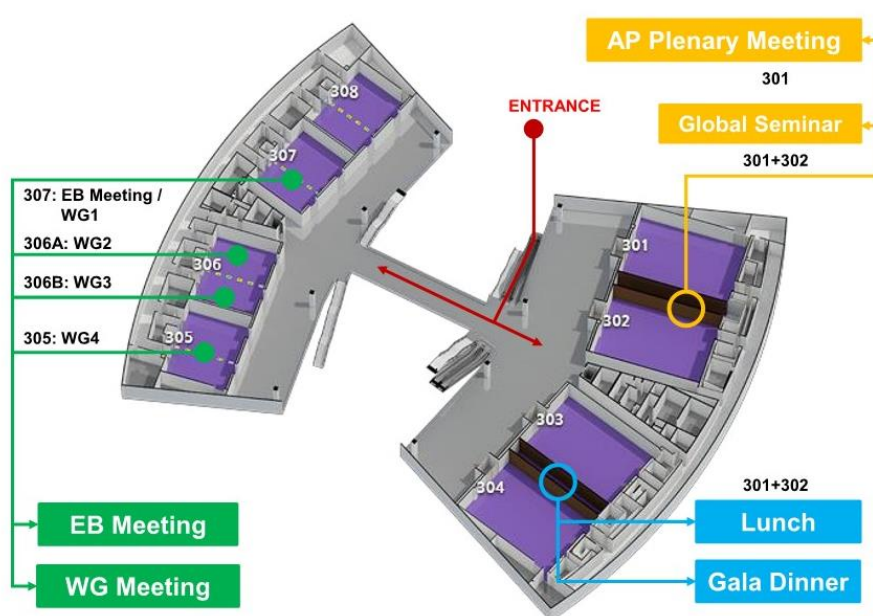 AP Plenary Meeting
301
ENTRANCE
Global Seminar
301+302
308
307
307: EB Meeting /
WG1
306A: WG2
306
306B: WG3
305: WG4
305
301
302
303
304
301+302
EB Meeting
Lunch
WG Meeting
Gala Dinner